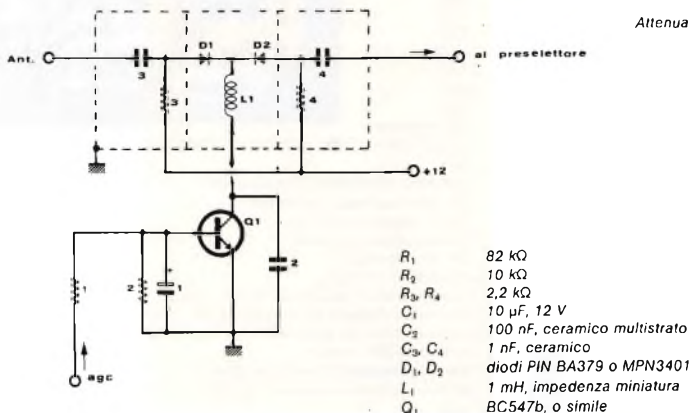 Attenua
Ant.
D1
D2
3
4
al preselettore
3
L1
4
+12
Q1
1
2
1
2
agc
R₁ 82 kΩ
R₂ 10 kΩ
R₃, R₄ 2,2 kΩ
C₁ 10 µF, 12 V
C₂ 100 nF, ceramico multistrato
C₃, C₄ 1 nF, ceramico
D₁, D₂ diodi PIN BA379 o MPN3401
L₁ 1 mH, impedenza miniatura
Q₁ BC547b, o simile